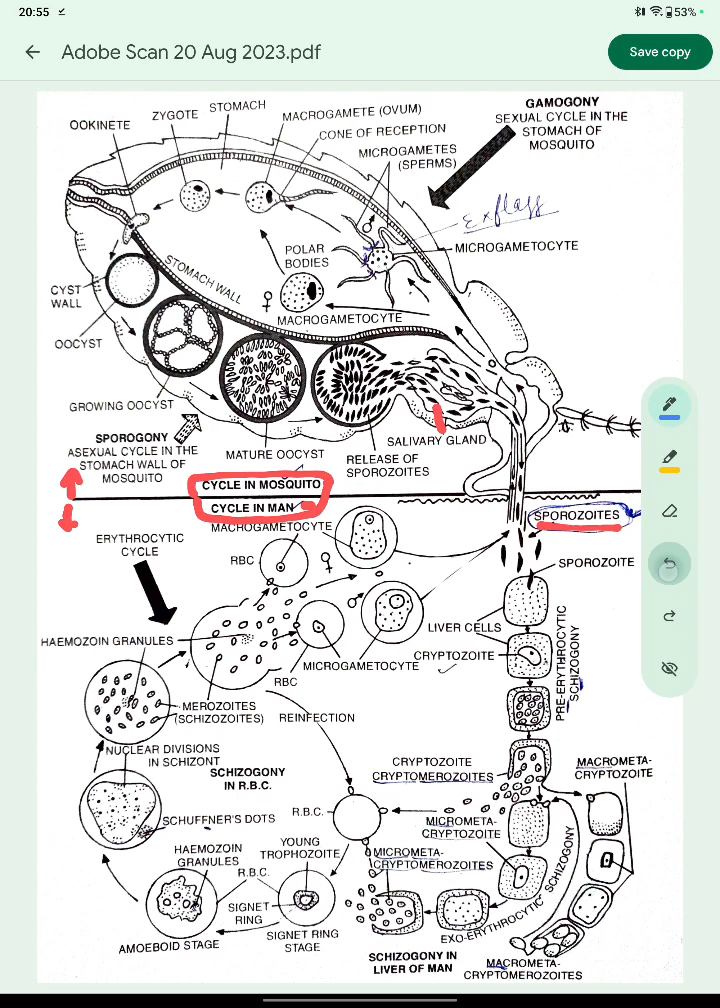 20:55
53%
Adobe Scan 20 Aug 2023.pdf
Save copy
GAMOGONY
SEXUAL CYCLE IN THE
STOMACH OF
MOSQUITO
OOKINETE
ZYGOTE
STOMACH
MACROGAMETE (OVUM)
CONE OF RECEPTION
MICROGAMETES
(SPERMS)
Exflag
MICROGAMETOCYTE
♂
POLAR
BODIES
♀
MACROGAMETOCYTE
STOMACH WALL
CYST
WALL
OOCYST
GROWING OOCYST
SPOROGONY
ASEXUAL CYCLE IN THE
STOMACH WALL OF
MOSQUITO
MATURE OOCYST
RELEASE OF
SPOROZOITES
SALIVARY GLAND
CYCLE IN MOSQUITO
CYCLE IN MAN
SPOROZOITES
MACROGAMETOCYTE
ERYTHROCYTIC
CYCLE
RBC
♀
SPOROZOITE
♂
LIVER CELLS
HAEMOZOIN GRANULES
MICROGAMETOCYTE
RBC
CRYPTOZOITE
PRE-ERYTHROCYTIC
SCHIZOGONY
MEROZOITES
(SCHIZOZOITES)
REINFECTION
NUCLEAR DIVISIONS
IN SCHIZONT
SCHIZOGONY
IN R.B.C.
CRYPTOZOITE
CRYPTOMEROZOITES
MACROMETA-
CRYPTOZOITE
R.B.C.
SCHUFFNER'S DOTS
MICROMETA-
CRYPTOZOITE
HAEMOZOIN
GRANULES
YOUNG
TROPHOZOITE
MICROMETA-
CRYPTOMEROZOITES
R.B.C.
SIGNET
RING
AMOEBOID STAGE
SIGNET RING
STAGE
EXO-ERYTHROCYTIC SCHIZOGONY
SCHIZOGONY IN
LIVER OF MAN
MACROMETA-
CRYPTOMEROZOITES